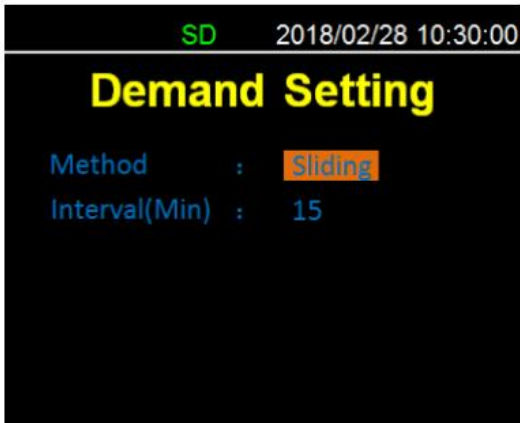 SD 2018/02/28 10:30:00
Demand Setting
Method : Sliding
Interval(Min) : 15